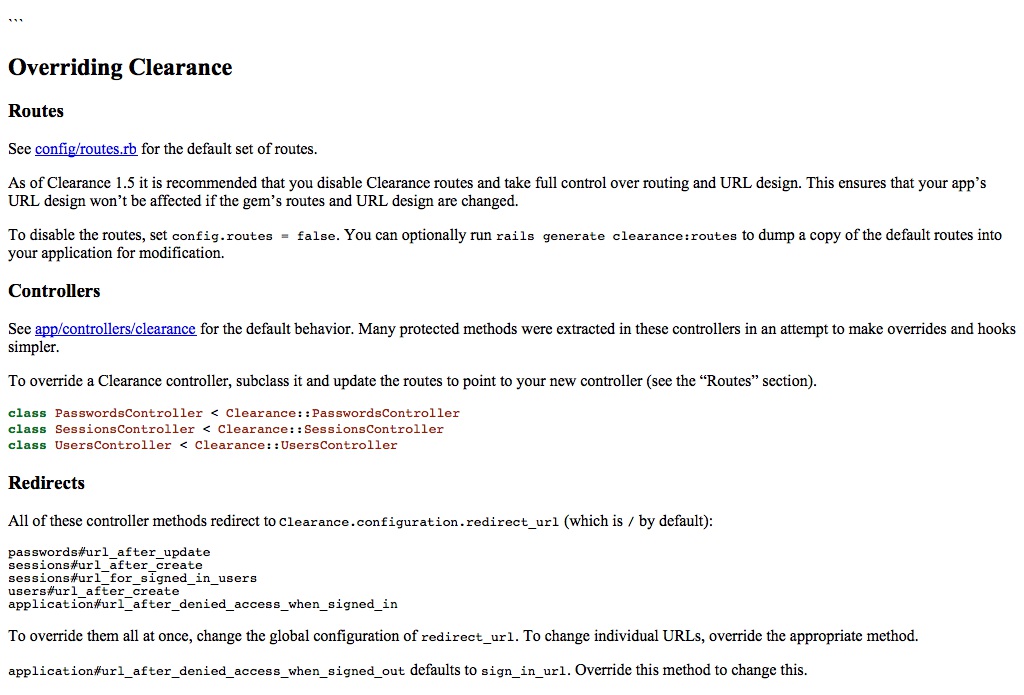 ```
Overriding Clearance
Routes
See config/routes.rb for the default set of routes.
As of Clearance 1.5 it is recommended that you disable Clearance routes and take full control over routing and URL design. This ensures that your app’s
URL design won’t be affected if the gem’s routes and URL design are changed.
To disable the routes, set config.routes = false. You can optionally run rails generate clearance:routes to dump a copy of the default routes into
your application for modification.
Controllers
See app/controllers/clearance for the default behavior. Many protected methods were extracted in these controllers in an attempt to make overrides and hooks
simpler.
To override a Clearance controller, subclass it and update the routes to point to your new controller (see the “Routes” section).
class PasswordsController < Clearance::PasswordsController
class SessionsController < Clearance::SessionsController
class UsersController < Clearance::UsersController
Redirects
All of these controller methods redirect to Clearance.configuration.redirect_url (which is / by default):
passwords#url_after_update
sessions#url_after_create
sessions#url_for_signed_in_users
users#url_after_create
application#url_after_denied_access_when_signed_in
To override them all at once, change the global configuration of redirect_url. To change individual URLs, override the appropriate method.
application#url_after_denied_access_when_signed_out defaults to sign_in_url. Override this method to change this.